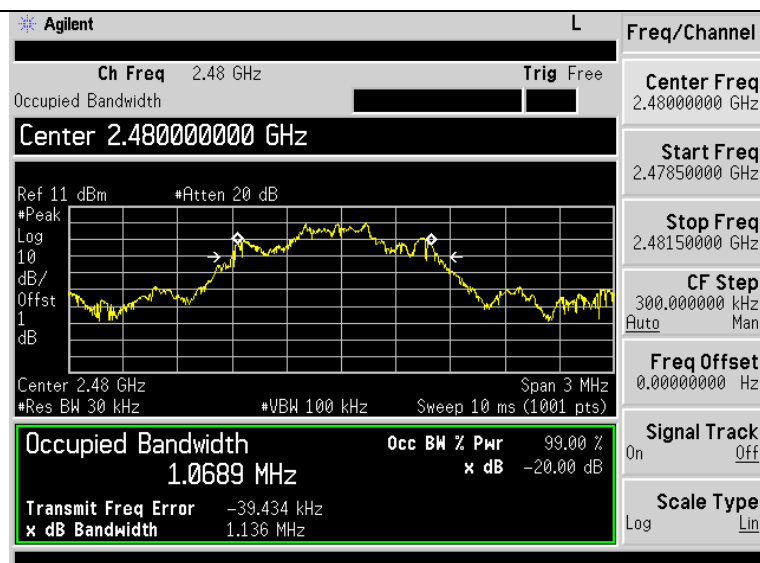 Agilent L
Freq/Channel
Ch Freq 2.48 GHz Trig Free
Occupied Bandwidth
Center Freq
2.48000000 GHz
Center 2.480000000 GHz
Start Freq
2.47850000 GHz
Ref 11 dBm #Atten 20 dB
#Peak
Log
10
dB/
Offst
1
dB
Stop Freq
2.48150000 GHz
CF Step
300.000000 kHz
Auto Man
Center 2.48 GHz Span 3 MHz
#Res BW 30 kHz #VBW 100 kHz Sweep 10 ms (1001 pts)
Freq Offset
0.00000000 Hz
Occupied Bandwidth Occ BW % Pwr 99.00 %
1.0689 MHz x dB -20.00 dB
Transmit Freq Error -39.434 kHz
x dB Bandwidth 1.136 MHz
Signal Track
On Off
Scale Type
Log Lin